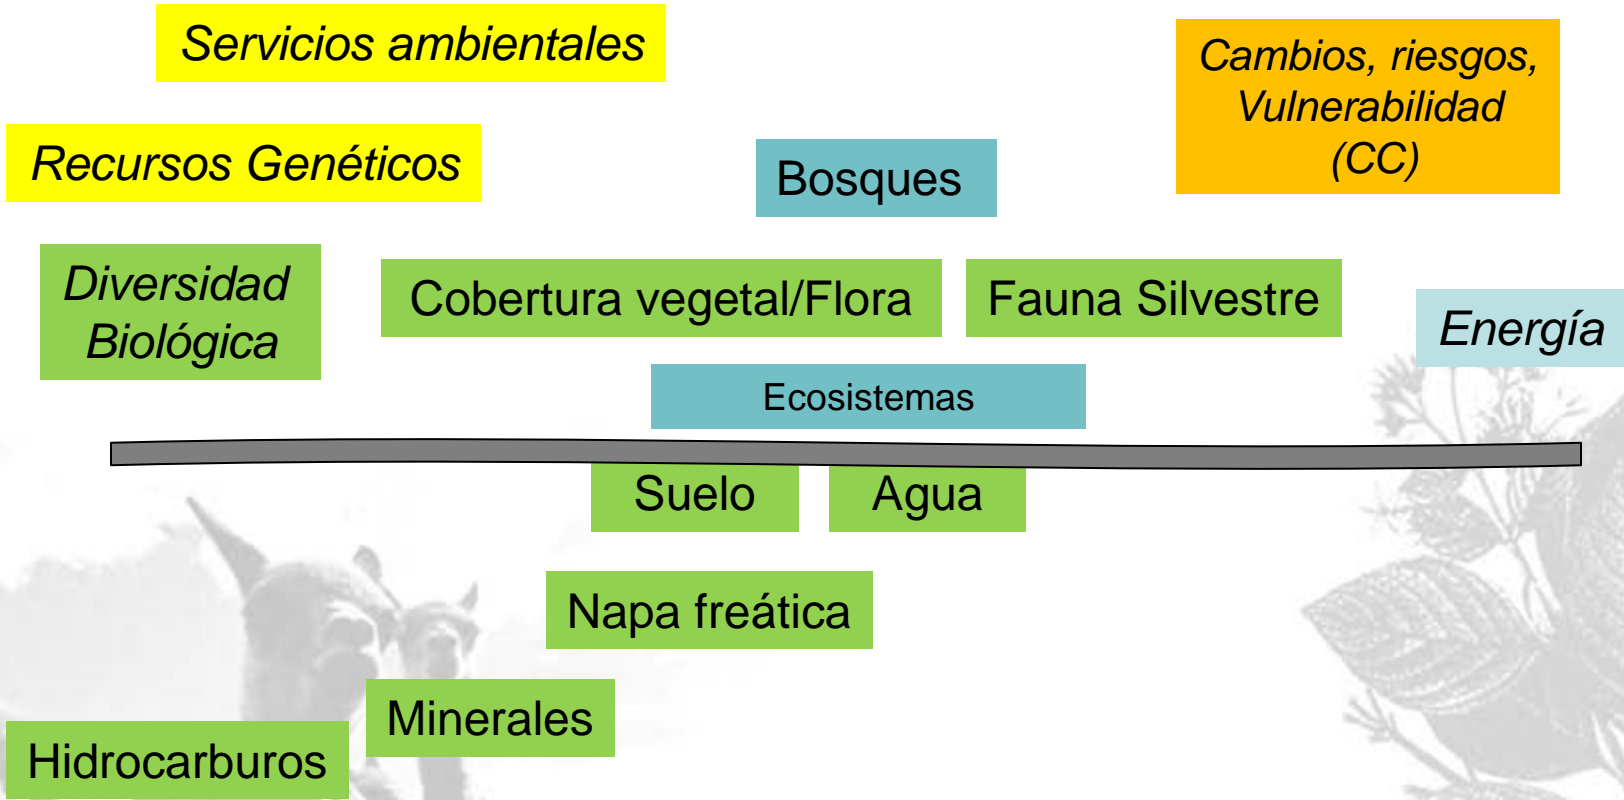 Servicios ambientales
Cambios, riesgos,
Vulnerabilidad
(CC)
Recursos Genéticos
Bosques
Diversidad
Biológica
Cobertura vegetal/Flora
Fauna Silvestre
Energía
Ecosistemas
Suelo
Agua
Napa freática
Minerales
Hidrocarburos